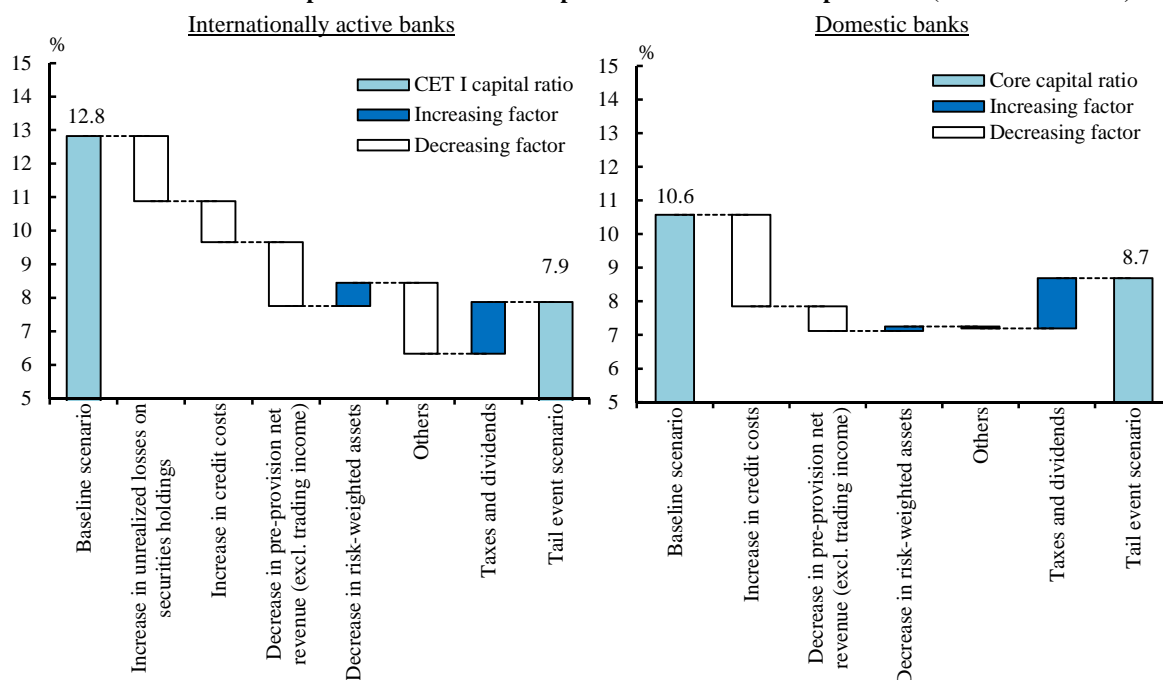 Internationally active banks
%
15
14
13
12
11
10
9
8
7
6
5
CET I capital ratio
Increasing factor
Decreasing factor
12.8
7.9
Baseline scenario
Increase in unrealized losses on
securities holdings
Increase in credit costs
Decrease in pre-provision net
revenue (excl. trading income)
Decrease in risk-weighted assets
Others
Taxes and dividends
Tail event scenario
Domestic banks
%
15
14
13
12
11
10
9
8
7
6
5
Core capital ratio
Increasing factor
Decreasing factor
10.6
8.7
Baseline scenario
Increase in credit costs
Decrease in pre-provision net
revenue (excl. trading income)
Decrease in risk-weighted assets
Others
Taxes and dividends
Tail event scenario